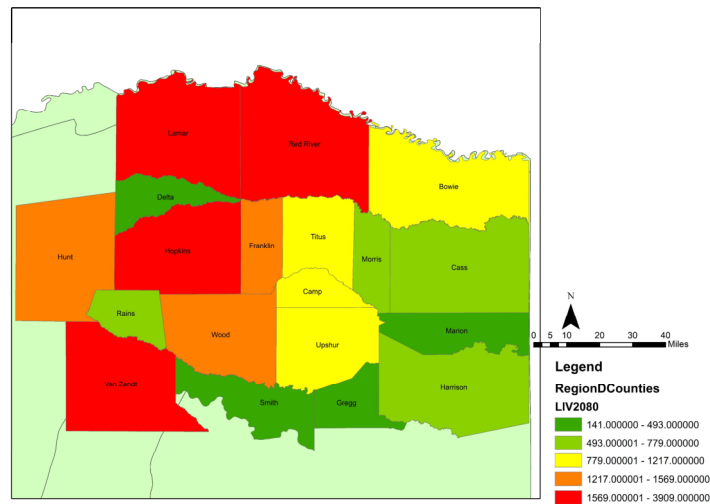 Lamar
Red River
Bowie
Delta
Hunt
Hopkins
Franklin
Titus
Morris
Cass
Camp
Rains
Wood
Upshur
Marion
Van Zandt
Smith
Gregg
Harrison
N
0 5 10 20 30 40
Miles
Legend
RegionDCounties
LIV2080
141.000000 - 493.000000
493.000001 - 779.000000
779.000001 - 1217.000000
1217.000001 - 1569.000000
1569.000001 - 3909.000000